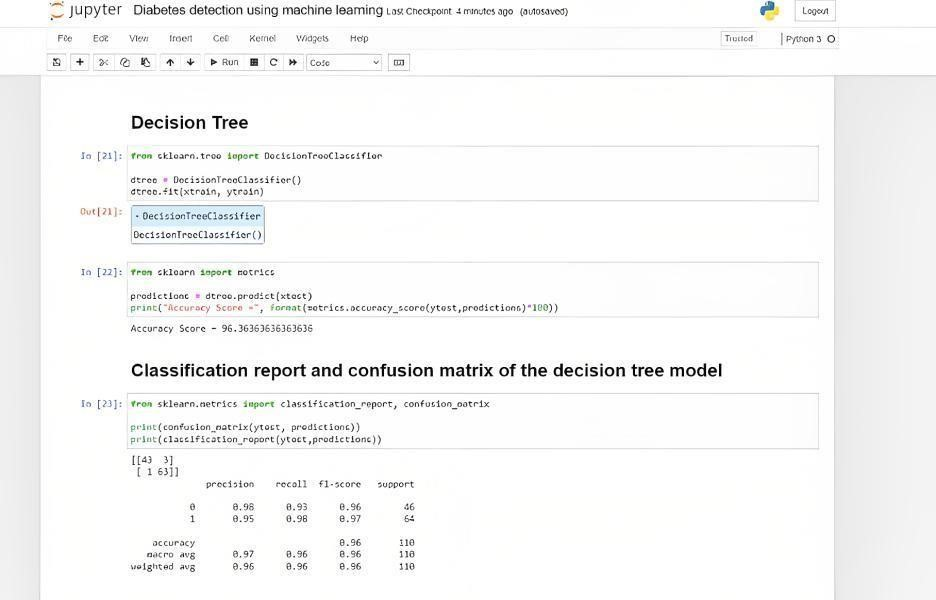 jupyter Diabetes detection using machine learning Last Checkpoint 4 minutes ago (autosaved)
Logout
File Edit View Insert Cell Kernel Widgets Help
Trusted Python 3
Run Code
Decision Tree
In [21]: from sklearn.tree import DecisionTreeClassifier
dtree = DecisionTreeClassifier()
dtree.fit(xtrain, ytrain)
Out[21]: DecisionTreeClassifier
DecisionTreeClassifier()
In [22]: from sklearn import metrics
predictions = dtree.predict(xtest)
print("Accuracy Score =", format(metrics.accuracy_score(ytest,predictions)*100))
Accuracy Score = 96.36363636363636
Classification report and confusion matrix of the decision tree model
In [23]: from sklearn.metrics import classification_report, confusion_matrix
print(confusion_matrix(ytest, predictions))
print(classification_report(ytest,predictions))
[[43 3]
[ 1 63]]
precision recall f1-score support
0 0.98 0.93 0.96 46
1 0.95 0.98 0.97 64
accuracy 0.96 110
macro avg 0.97 0.96 0.96 110
weighted avg 0.96 0.96 0.96 110